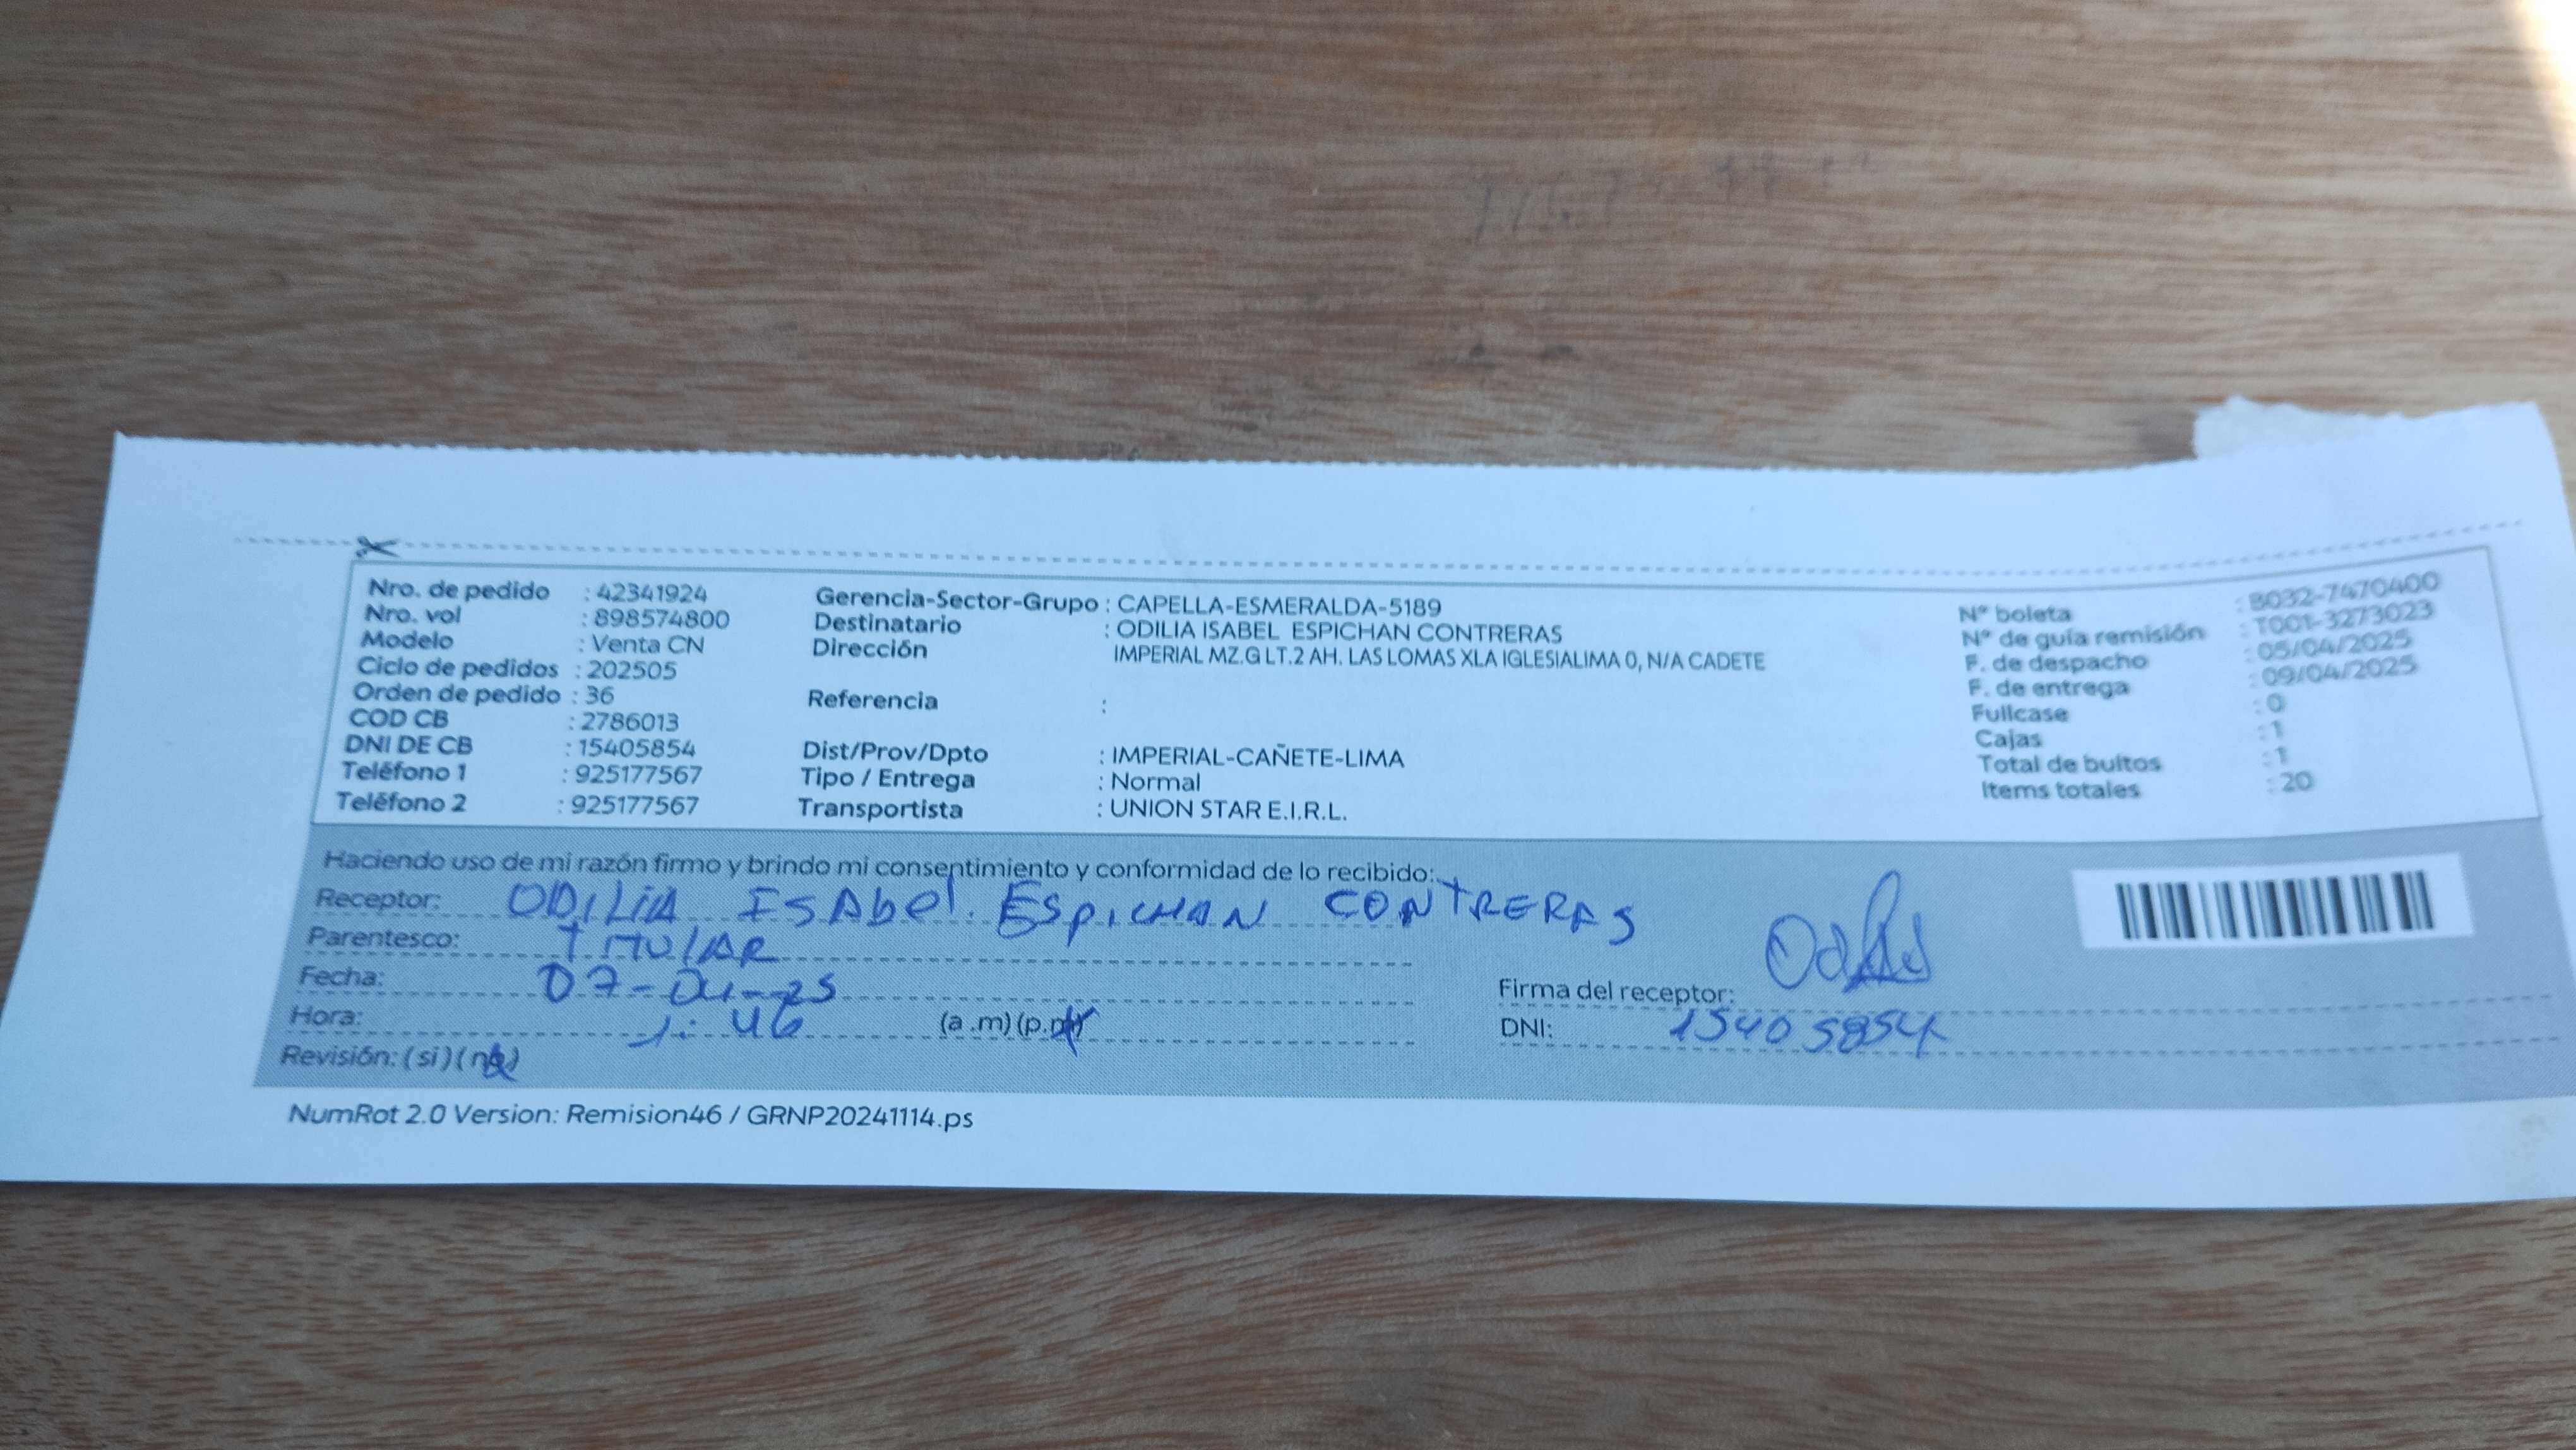 Nro. de pedido : 42341924
Nro. vol : 898574800
Modelo : Venta CN
Ciclo de pedidos : 202505
Orden de pedido : 36
COD CB : 2786013
DNI DE CB : 15405854
Teléfono 1 : 925177567
Teléfono 2 : 925177567
Gerencia-Sector-Grupo : CAPELLA-ESMERALDA-5189
Destinatario : ODILIA ISABEL ESPICHAN CONTRERAS
Dirección IMPERIAL MZ.G LT.2 AH. LAS LOMAS XLA IGLESIALIMA 0, N/A CADETE
Referencia :
Dist/Prov/Dpto : IMPERIAL-CAÑETE-LIMA
Tipo / Entrega : Normal
Transportista : UNION STAR E.I.R.L.
N° boleta : B032-7470400
N° de guía remisión : T001-3273023
F. de despacho : 05/04/2025
F. de entrega : 09/04/2025
Fullcase : 0
Cajas : 1
Total de bultos : 1
Items totales : 20
Haciendo uso de mi razón firmo y brindo mi consentimiento y conformidad de lo recibido:
Receptor: ODILIA ISAbel. ESPICHAN CONTRERAS
Parentesco: TITULAR
Fecha: 07-04-25
Hora: 1:46 (a.m) (p.m)
Revisión: (si) (no)
Firma del receptor:
DNI: 15405854
NumRot 2.0 Version: Remision46 / GRNP20241114.ps